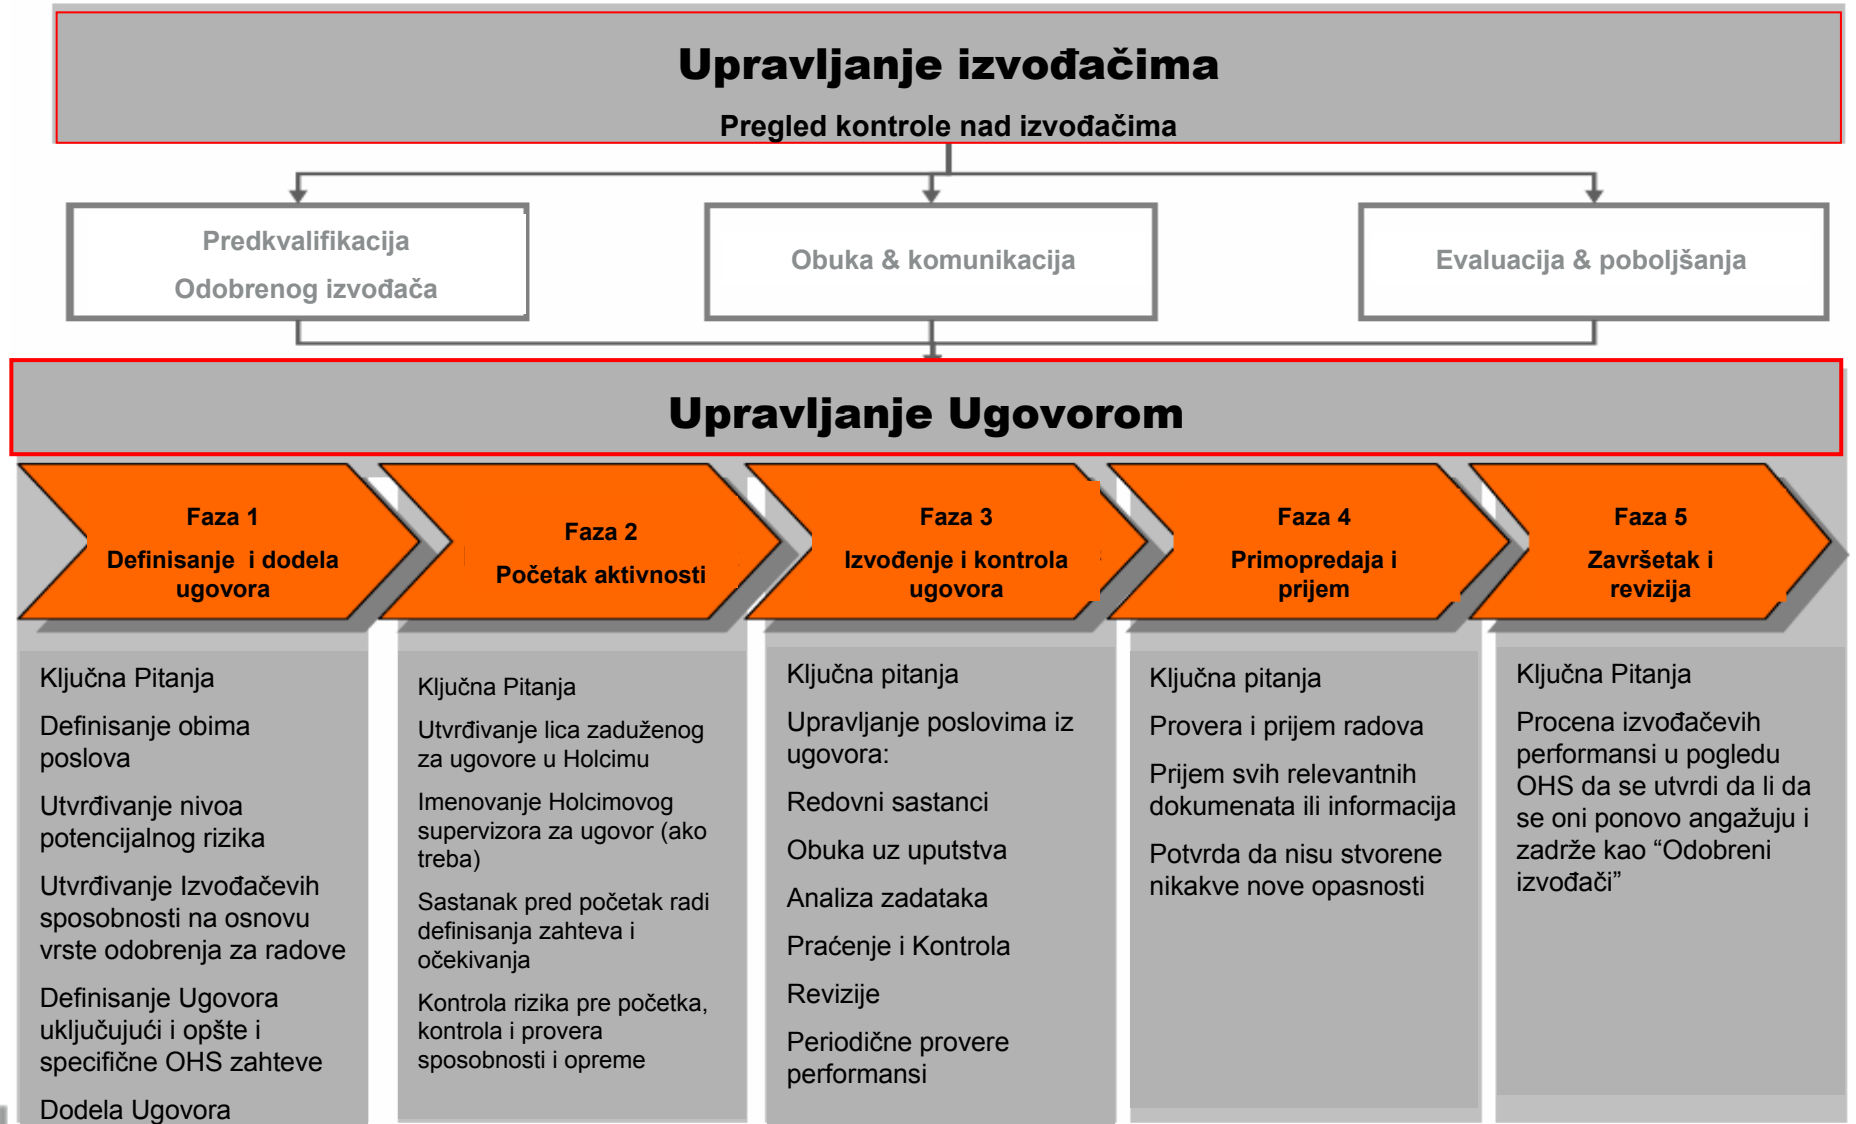 Upravljanje izvođačima
Pregled kontrole nad izvođačima
Predkvalifikacija
Odobrenog izvođača
Obuka & komunikacija
Evaluacija & poboljšanja
Upravljanje Ugovorom
Faza 1
Definisanje i dodela
ugovora
Faza 2
Početak aktivnosti
Faza 3
Izvođenje i kontrola
ugovora
Faza 4
Primopredaja i
prijem
Faza 5
Završetak i
revizija
Ključna Pitanja
Definisanje obima
poslova
Utvrđivanje nivoa
potencijalnog rizika
Utvrđivanje Izvođačevih
sposobnosti na osnovu
vrste odobrenja za radove
Definisanje Ugovora
uključujući i opšte i
specifične OHS zahteve
Dodela Ugovora
Ključna Pitanja
Utvrđivanje lica zaduženog
za ugovore u Holcimu
Imenovanje Holcimovog
supervizora za ugovor (ako
treba)
Sastanak pred početak radi
definisanja zahteva i
očekivanja
Kontrola rizika pre početka,
kontrola i provera
sposobnosti i opreme
Ključna pitanja
Upravljanje poslovima iz
ugovora:
Redovni sastanci
Obuka uz uputstva
Analiza zadataka
Praćenje i Kontrola
Revizije
Periodične provere
performansi
Ključna pitanja
Provera i prijem radova
Prijem svih relevantnih
dokumenata ili informacija
Potvrda da nisu stvorene
nikakve nove opasnosti
Ključna Pitanja
Procena izvođačevih
performansi u pogledu
OHS da se utvrdi da li da
se oni ponovo angažuju i
zadrže kao “Odobreni
izvođači”